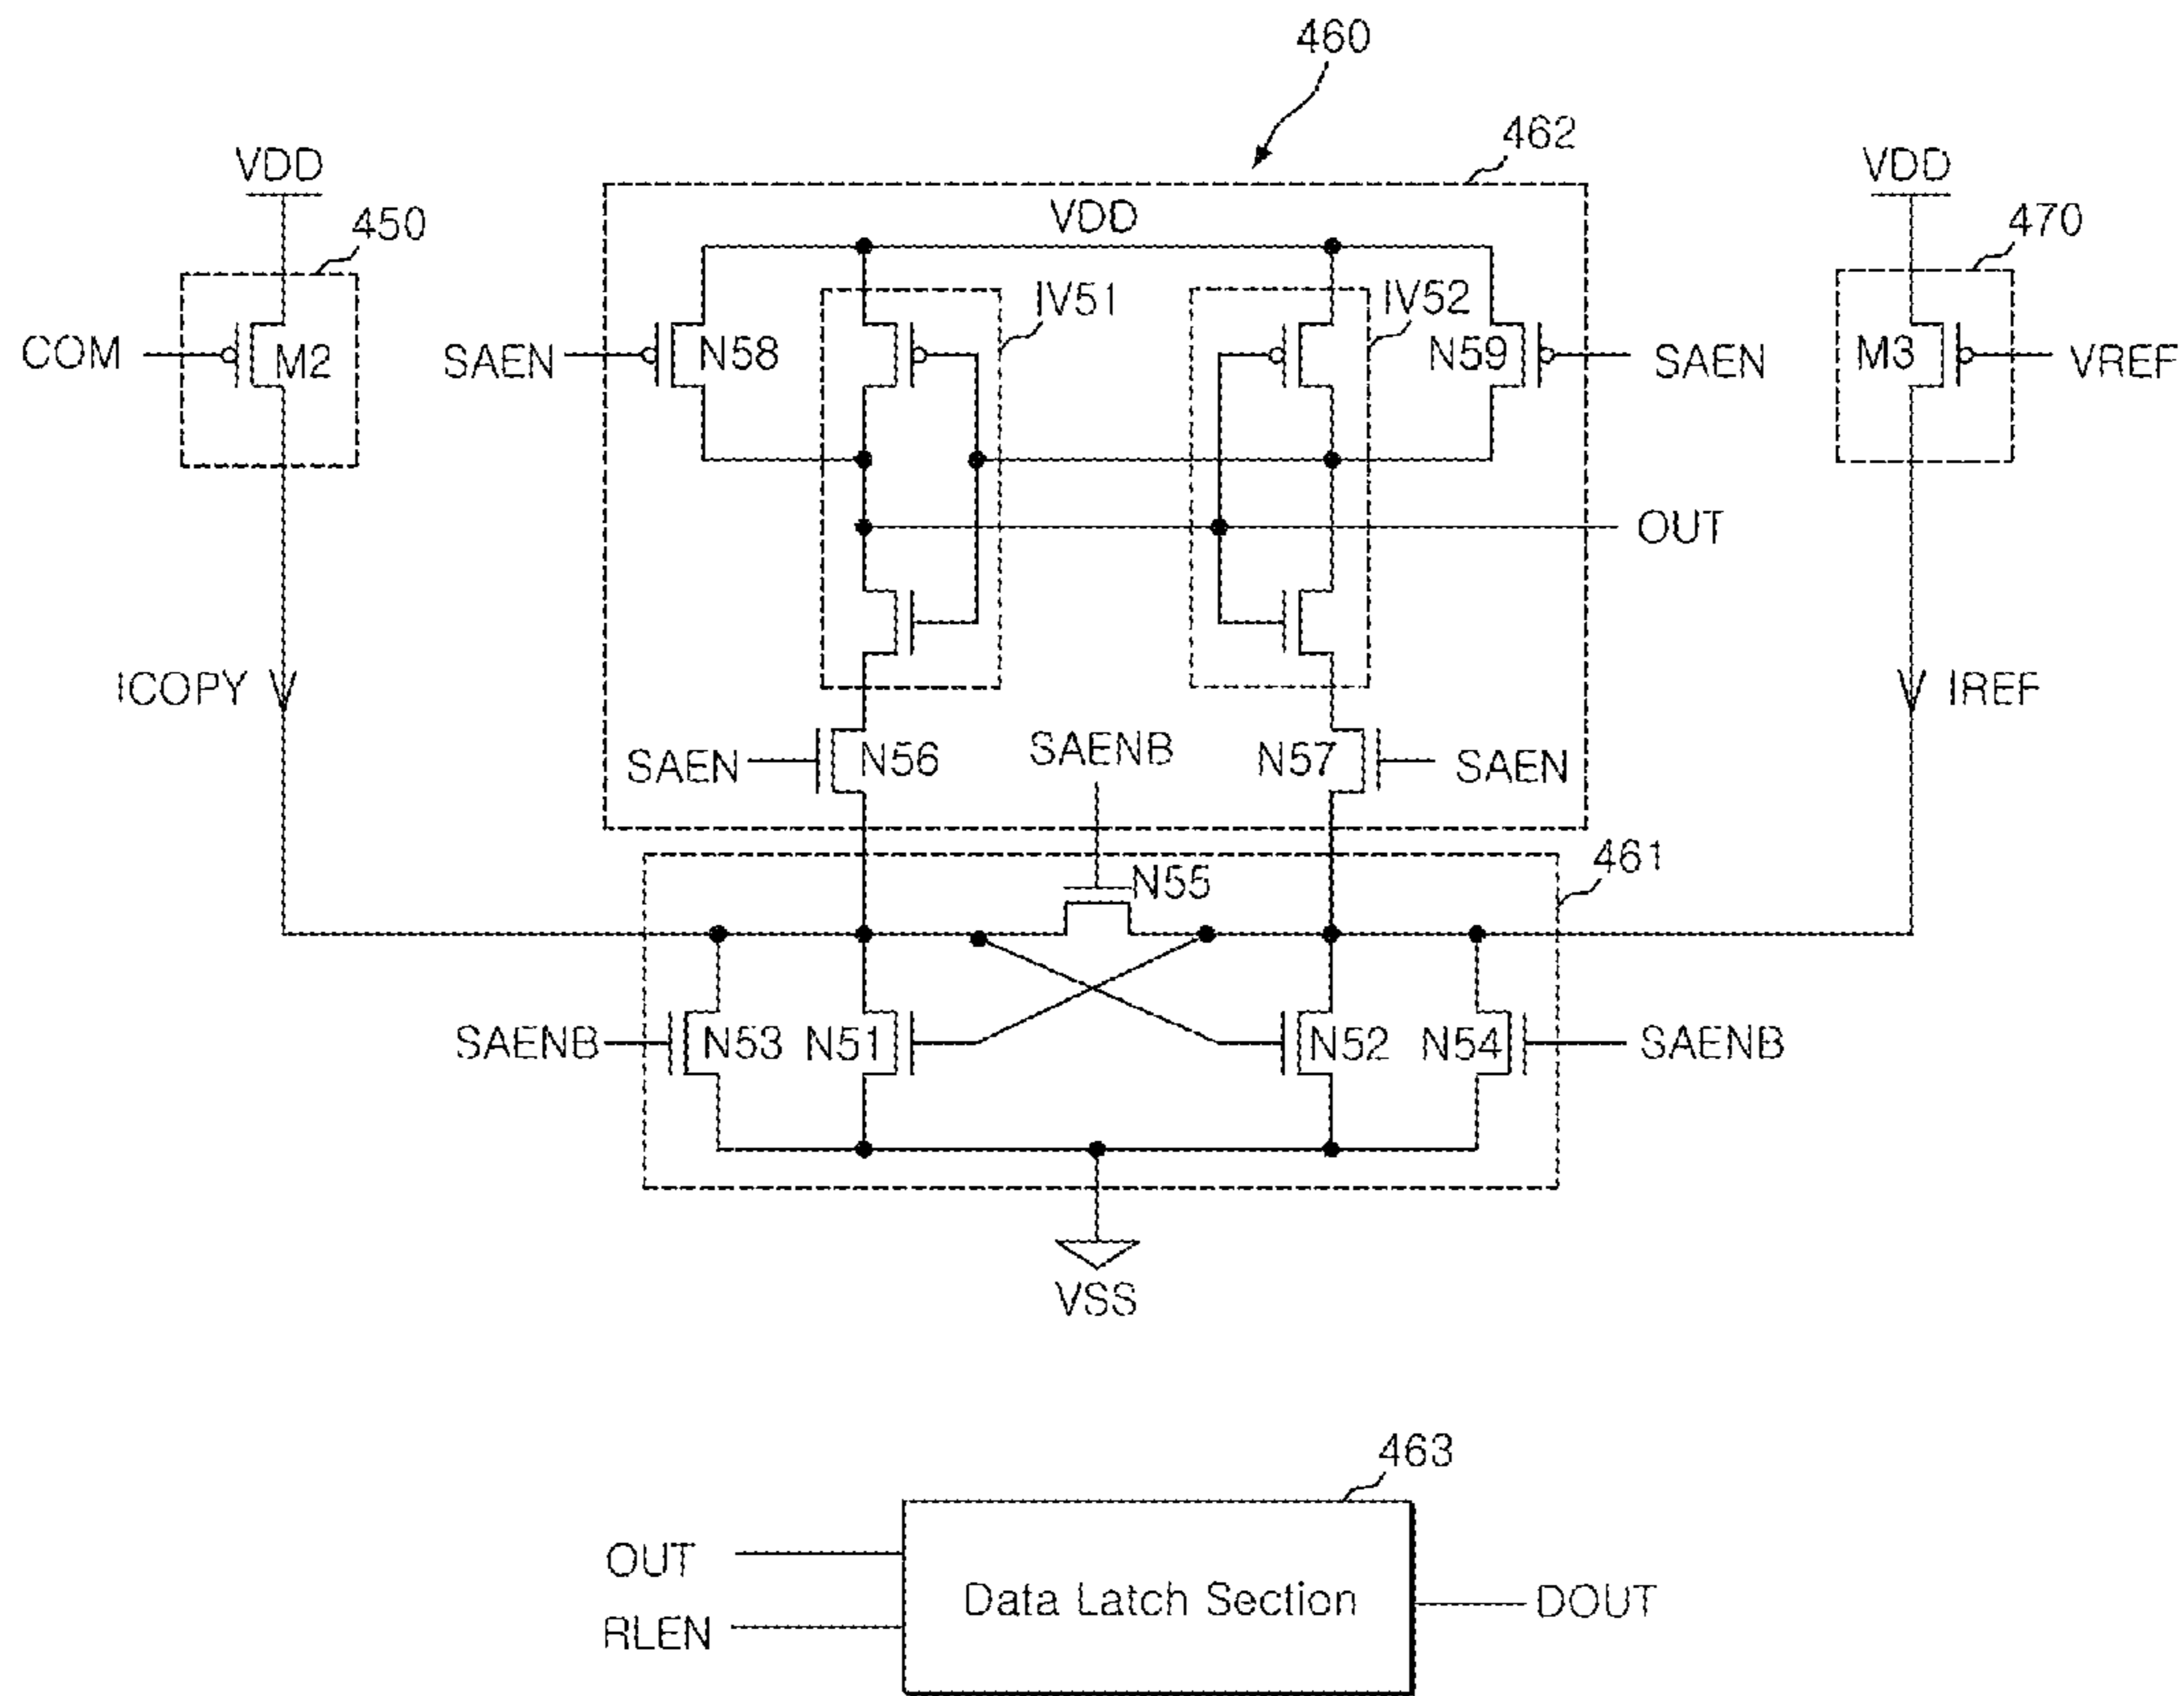 460
462
VDD
VDD
VDD
450
470
IV51
IV52
COM
M2
SAEN
N58
N59
SAEN
M3
VREF
OUT
ICOPY
IREF
SAEN
N56
SAENB
N57
SAEN
461
N55
SAENB
N53
N51
N52
N54
SAENB
VSS
463
OUT
RLEN
Data Latch Section
DOUT